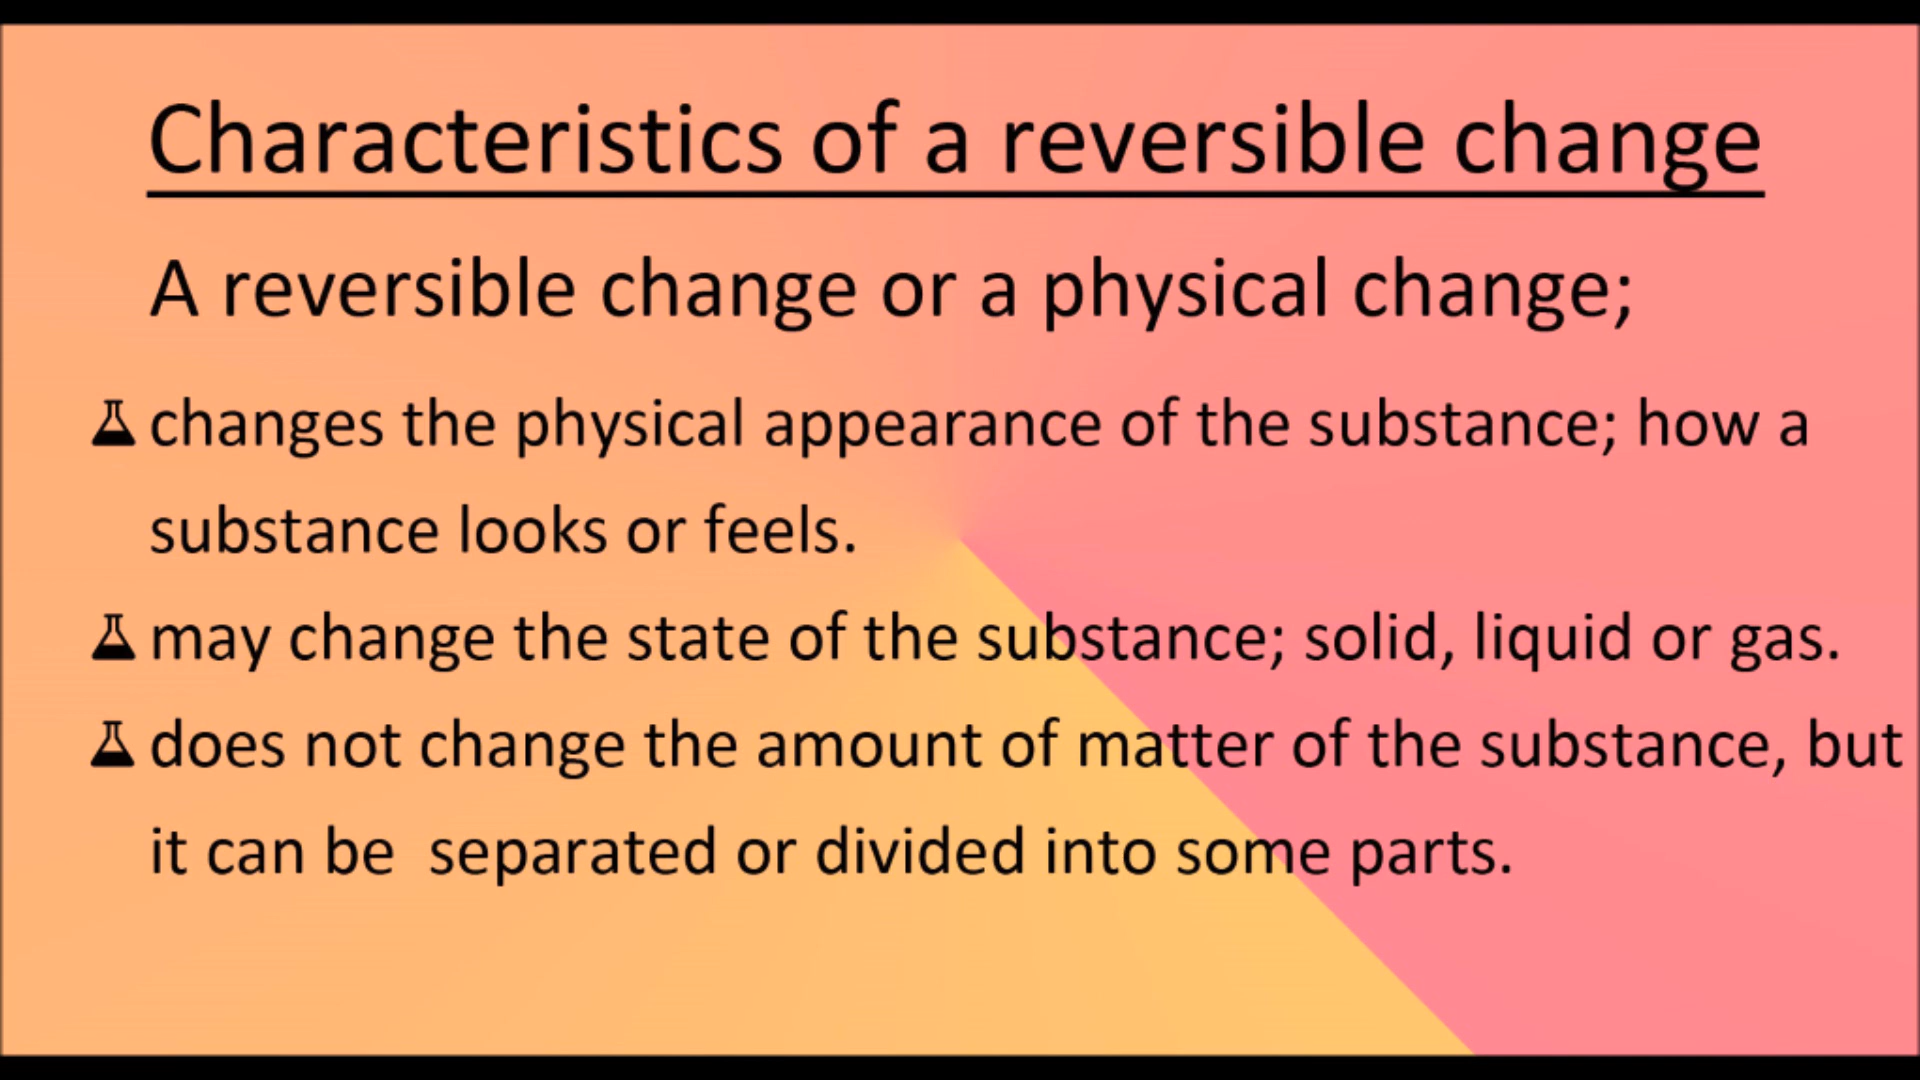 Characteristics of a reversible change
A reversible change or a physical change;
changes the physical appearance of the substance; how a
substance looks or feels.
may change the state of the substance; solid, liquid or gas.
does not change the amount of matter of the substance, but
it can be  separated or divided into some parts.